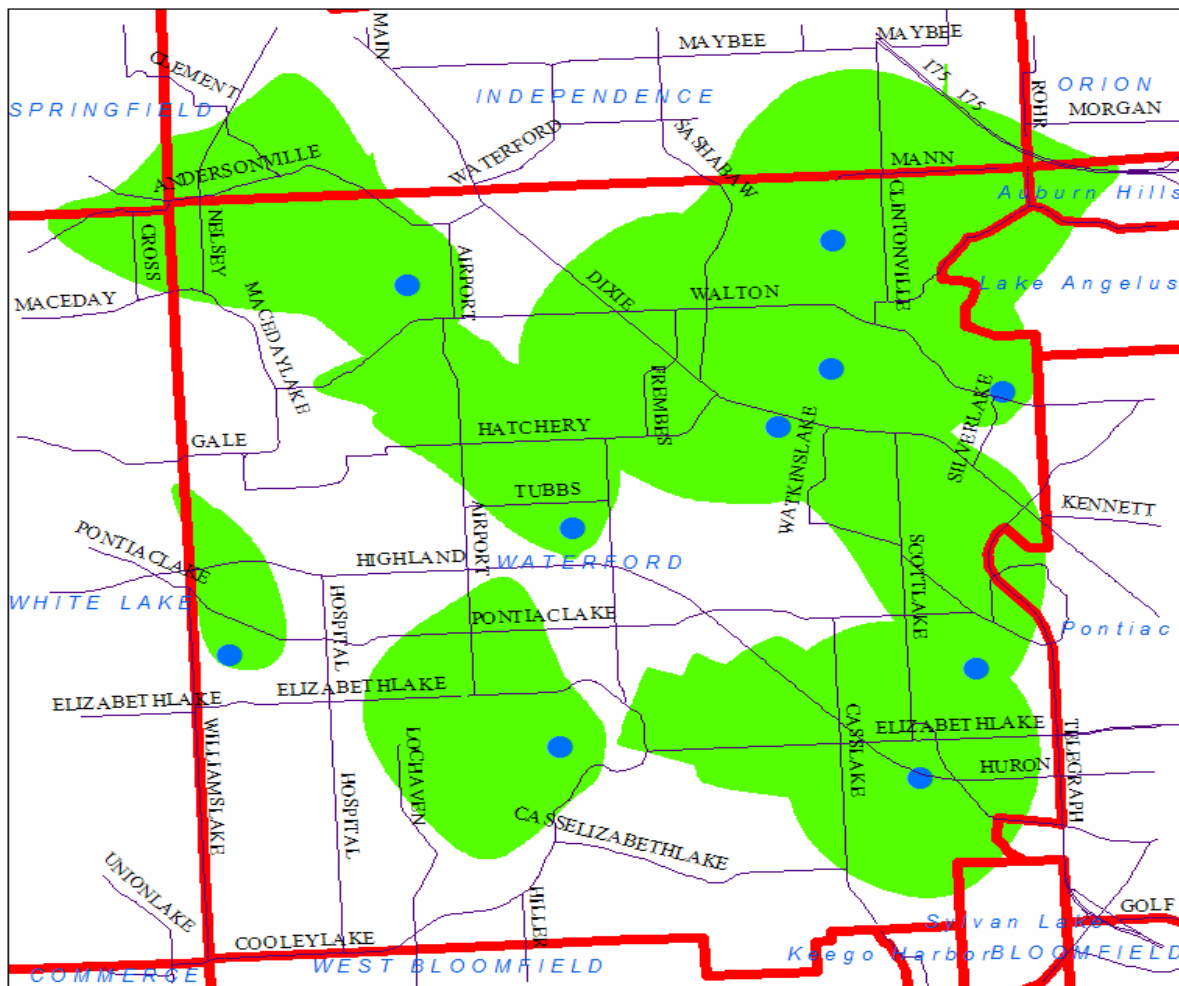 MAIN
MAYBEE
MAYBEE
CLEMENT
175
175
ORION
SPRINGFIELD
INDEPENDENCE
ROHR
MORGAN
WATERFORD
SASHABAW
MANN
ANDERSONVILLE
Auburn Hills
CLINTONVILLE
CROSS
NELSEY
AIRPORT
DIXIE
Lake Angelus
MACEDAY
MACEDAYLAKE
WALTON
FREMBES
SILVERLAKE
HATCHERY
WATKINSLAKE
GALE
TUBBS
KENNETT
AIRPORT
PONTIACLAKE
HIGHLAND
WATERFORD
SCOTTLAKE
WHITE LAKE
HOSPITAL
PONTIACLAKE
Pontiac
ELIZABETHLAKE
ELIZABETHLAKE
CASSLAKE
ELIZABETHLAKE
TELEGRAPH
WILLIAMSLAKE
LOCHAVEN
HURON
HOSPITAL
CASSELIZABETHLAKE
UNIONLAKE
HILLER
GOLF
Sylvan Lake
COOLEYLAKE
Keego Harbor
BLOOMFIELD
COMMERCE
WEST BLOOMFIELD